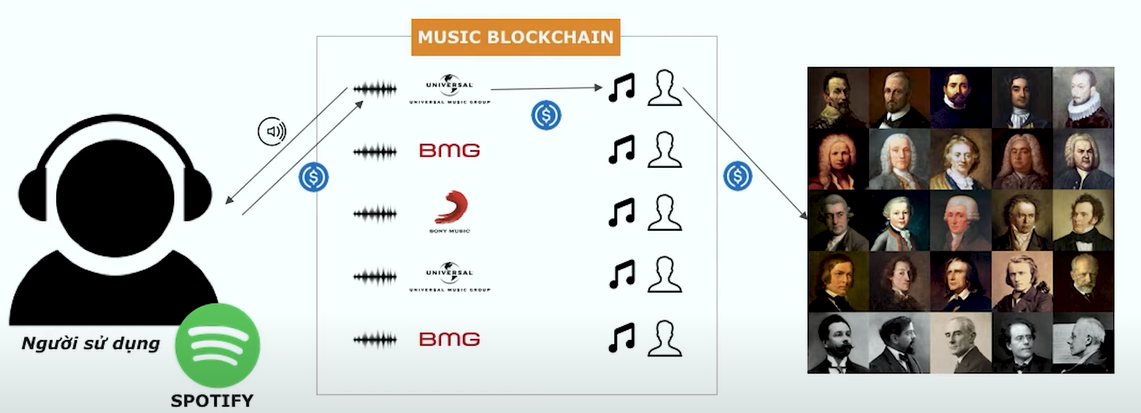 MUSIC BLOCKCHAIN
UNIVERSAL
UNIVERSAL MUSIC GROUP
BMG
SONY MUSIC
UNIVERSAL
UNIVERSAL MUSIC GROUP
BMG
Người sử dụng
SPOTIFY